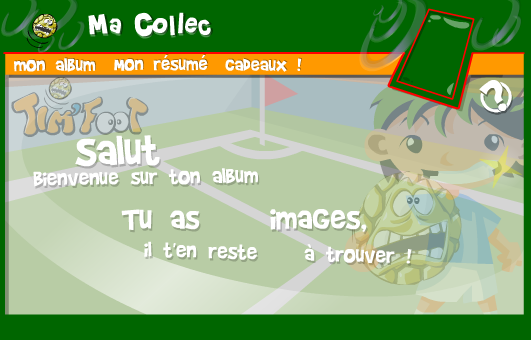 Ma Collec
mon album Mon résumé Cadeaux !
?
TIM'FOOT
Salut
Bienvenue sur ton album
Tu as images,
il t'en reste à trouver !